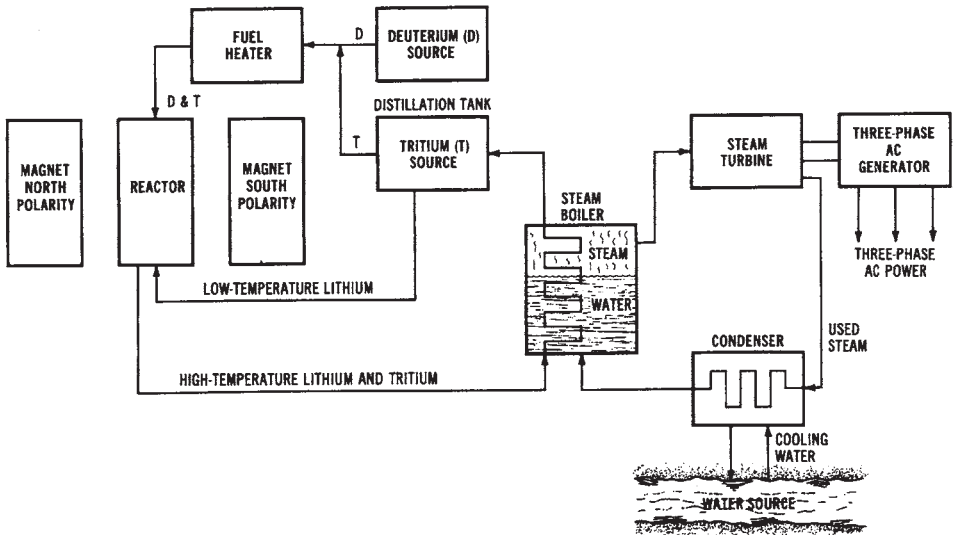 FUEL
HEATER
D
DEUTERIUM (D)
SOURCE
D & T
DISTILLATION TANK
MAGNET
NORTH
POLARITY
REACTOR
MAGNET
SOUTH
POLARITY
T
TRITIUM (T)
SOURCE
STEAM
TURBINE
THREE-PHASE
AC
GENERATOR
STEAM
BOILER
STEAM
WATER
THREE-PHASE
AC POWER
LOW-TEMPERATURE LITHIUM
HIGH-TEMPERATURE LITHIUM AND TRITIUM
CONDENSER
USED
STEAM
COOLING
WATER
WATER SOURCE